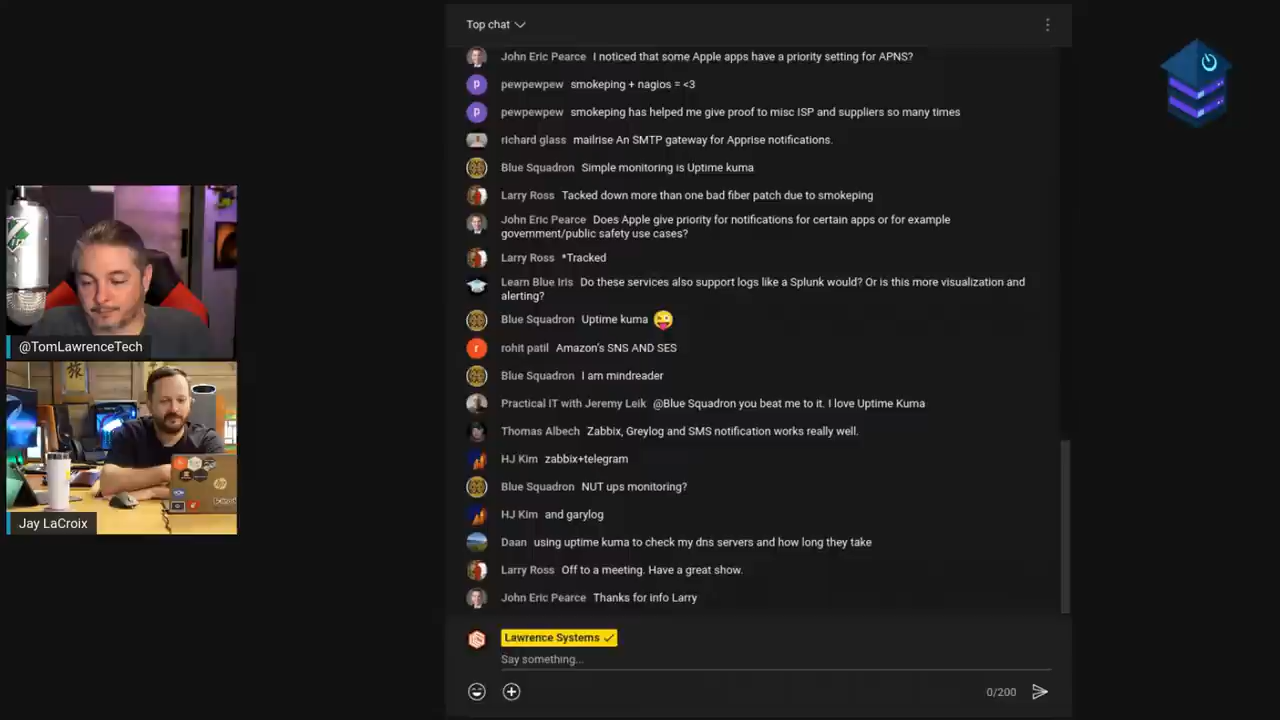 Top chat
John Eric Pearce I noticed that some Apple apps have a priority setting for APNS?
pewpewpew smokeping + nagios = <3
pewpewpew smokeping has helped me give proof to misc ISP and suppliers so many times
richard glass mailrise An SMTP gateway for Apprise notifications.
Blue Squadron Simple monitoring is Uptime kuma
Larry Ross Tacked down more than one bad fiber patch due to smokeping
John Eric Pearce Does Apple give priority for notifications for certain apps or for example
government/public safety use cases?
Larry Ross *Tracked
Learn Blue Iris Do these services also support logs like a Splunk would? Or is this more visualization and
alerting?
Blue Squadron Uptime kuma 😜
r rohit patil Amazon's SNS AND SES
Blue Squadron I am mindreader
Practical IT with Jeremy Leik @Blue Squadron you beat me to it. I love Uptime Kuma
Thomas Albech Zabbix, Greylog and SMS notification works really well.
HJ Kim zabbix+telegram
Blue Squadron NUT ups monitoring?
HJ Kim and garylog
Daan using uptime kuma to check my dns servers and how long they take
Larry Ross Off to a meeting. Have a great show.
John Eric Pearce Thanks for info Larry
Lawrence Systems
Say something...
0/200
@TomLawrenceTech
Jay LaCroix